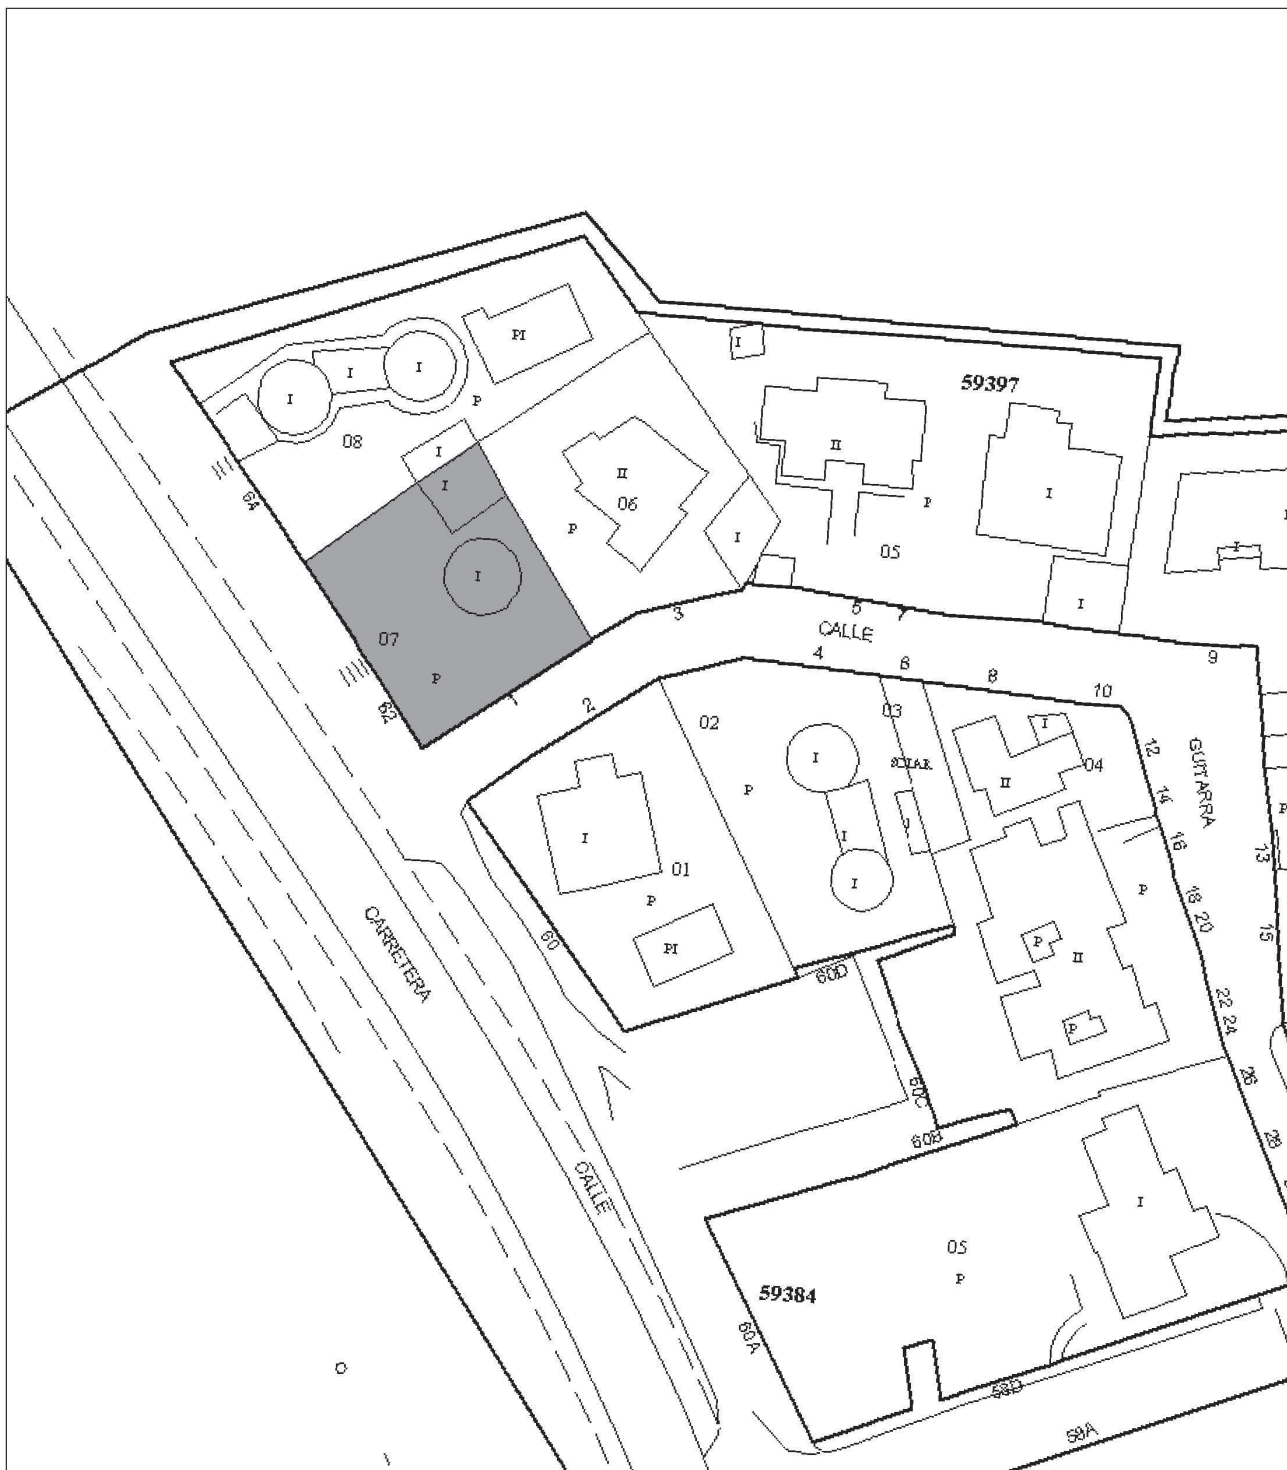 PI
I
59397
I
I
I
P
08
I
II
II
I
I
64
06
P
P
I
05
I
I
I
07
3
5
7
CALLE
4
6
8
9
P
62
1
2
10
02
03
I
12
GUITARRA
I
SOLAR
II
04
P
14
I
I
I
16
13
01
I
P
P
18
20
15
CARRETERA
60
PI
P
II
60D
22
24
P
60C
26
60B
28
CALLE
I
05
P
59384
60A
58D
58A